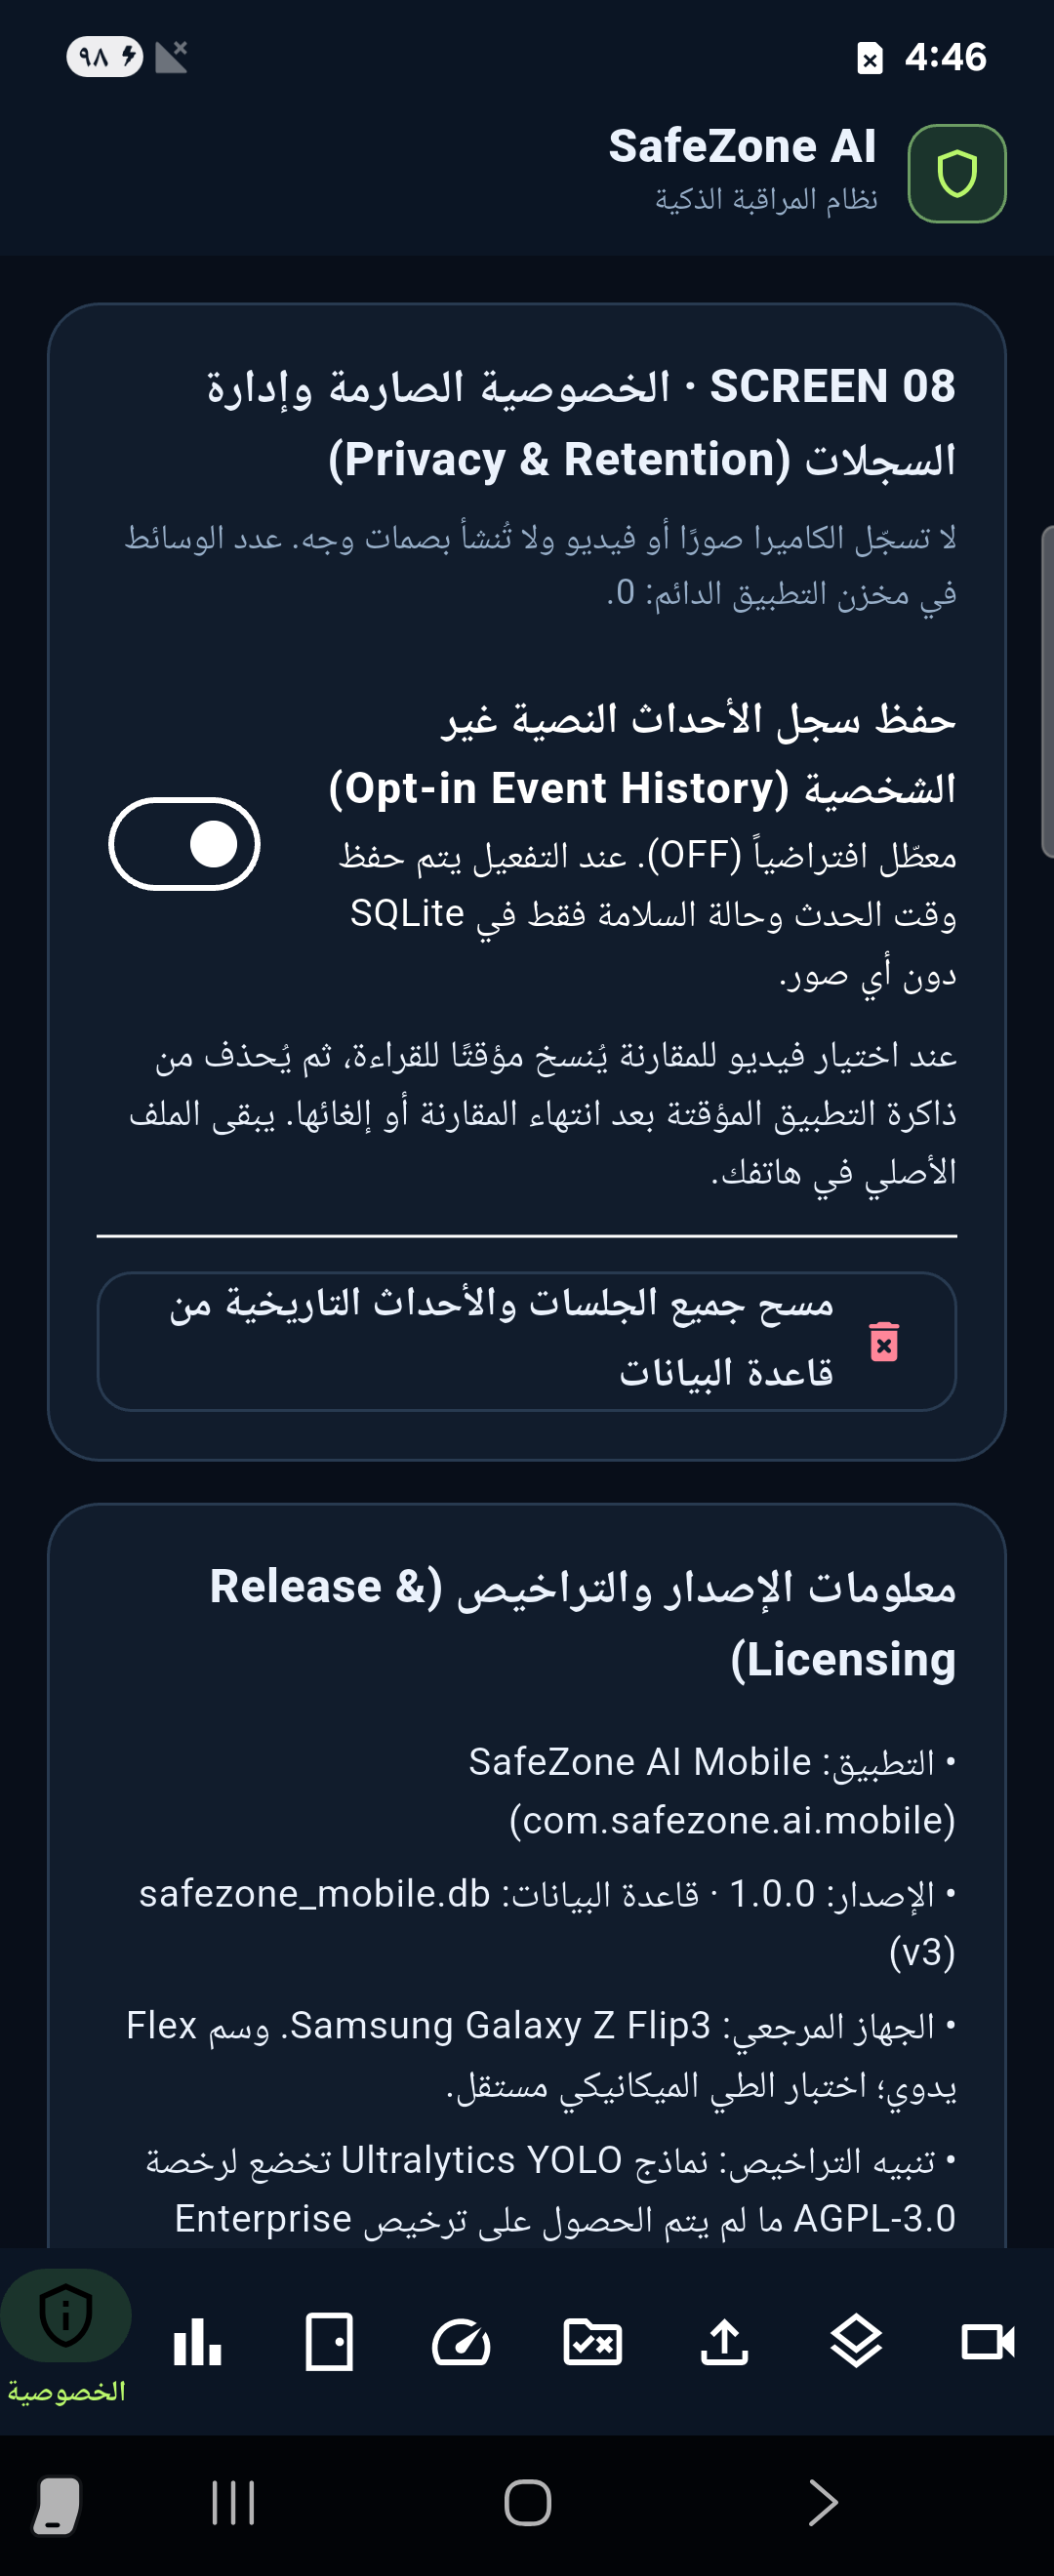 4:46
٩٨
SafeZone AI
نظام المراقبة الذكية
SCREEN 08 · الخصوصية الصارمة وإدارة
السجلات (Privacy & Retention)
لا تسجّل الكاميرا صورًا أو فيديو ولا تُنشأ بصمات وجه. عدد الوسائط
في مخزن التطبيق الدائم: 0.
حفظ سجل الأحداث النصية غير
الشخصية (Opt-in Event History)
معطّل افتراضياً (OFF). عند التفعيل يتم حفظ
وقت الحدث وحالة السلامة فقط في SQLite
دون أي صور.
عند اختيار فيديو للمقارنة يُنسخ مؤقتًا للقراءة، ثم يُحذف من
ذاكرة التطبيق المؤقتة بعد انتهاء المقارنة أو إلغائها. يبقى الملف
الأصلي في هاتفك.
مسح جميع الجلسات والأحداث التاريخية من
قاعدة البيانات
معلومات الإصدار والتراخيص (Release &
Licensing)
• التطبيق: SafeZone AI Mobile
(com.safezone.ai.mobile)
• الإصدار: 1.0.0 · قاعدة البيانات: safezone_mobile.db
(v3)
• الجهاز المرجعي: Samsung Galaxy Z Flip3. وسم Flex
يدوي؛ اختبار الطي الميكانيكي مستقل.
• تنبيه التراخيص: نماذج Ultralytics YOLO تخضع لرخصة
AGPL-3.0 ما لم يتم الحصول على ترخيص Enterprise
الخصوصية